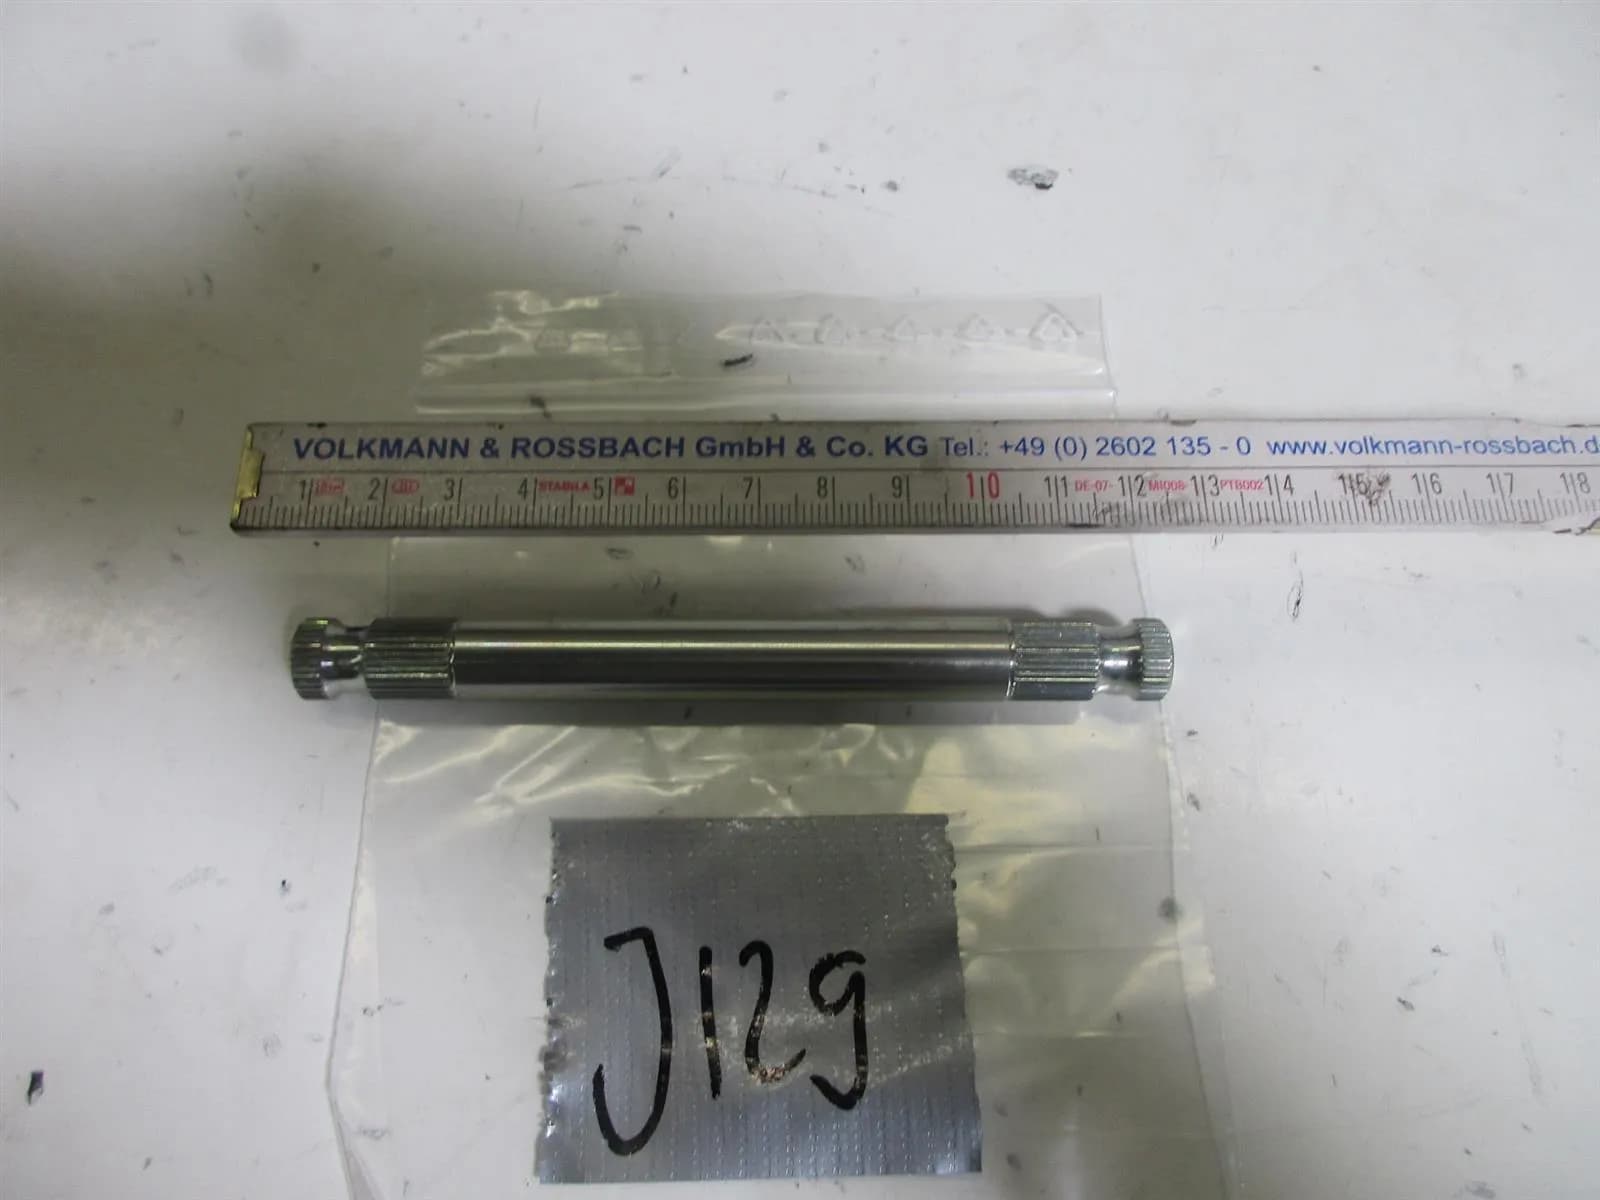 VOLKMANN & ROSSBACH GmbH & Co. KG Tel.: +49 (0) 2602 135 - 0 www.volkmann-rossbach.d
1 2 3 4 STABILA 5 6 7 8 9 10 11 DE-07- 12 MI008- 13 PTB002 14 15 16 17 18
J129